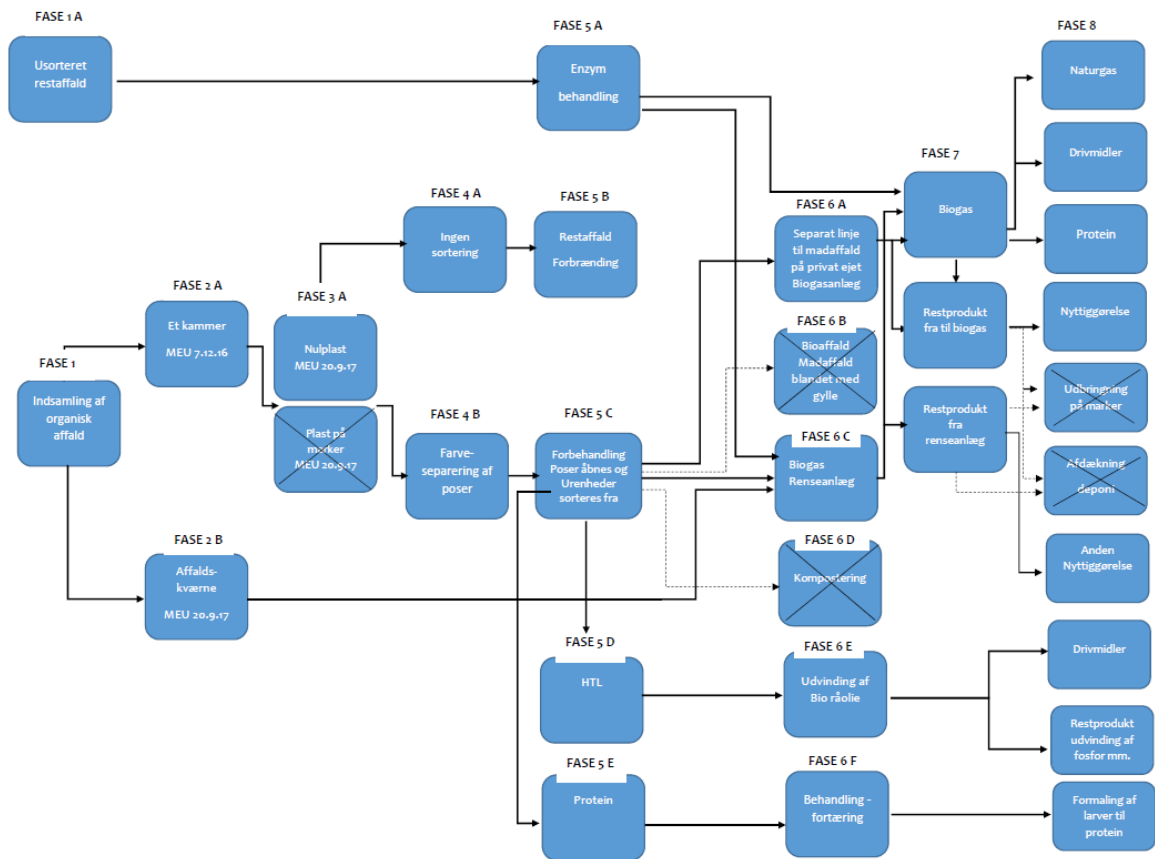 FASE 1 A
Usorteret
restaffald
FASE 5 A
Enzym
behandling
FASE 8
Naturgas
Drivmidler
Protein
Nyttiggørelse
Udbringning
på marker
Afdækning
deponi
Anden
Nyttiggørelse
FASE 7
Biogas
Restprodukt
fra til biogas
Restprodukt
fra
renseanlæg
FASE 4 A
Ingen
sortering
FASE 5 B
Restaffald
Forbrænding
FASE 6 A
Separat linje
til madaffald
på privat ejet
Biogasanlæg
FASE 6 B
Bioaffald
Madaffald
blandet med
gylle
FASE 6 C
Biogas
Renseanlæg
FASE 6 D
Kompostering
FASE 1
Indsamling af
organisk
affald
FASE 2 A
Et kammer
MEU 7.12.16
FASE 3 A
Nulplast
MEU 20.9.17
Plast på
marker
MEU 20.9.17
FASE 4 B
Farve-
separering af
poser
FASE 5 C
Forbehandling
Poser åbnes og
Urenheder
sorteres fra
FASE 2 B
Affalds-
kværne
MEU 20.9.17
FASE 5 D
HTL
FASE 6 E
Udvinding af
Bio råolie
Drivmidler
Restprodukt
udvinding af
fosfor mm.
FASE 5 E
Protein
FASE 6 F
Behandling -
fortæring
Formaling af
larver til
protein